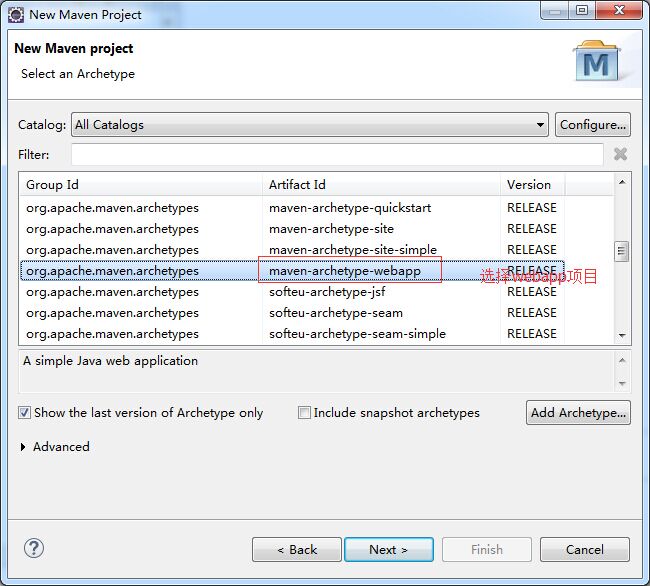 New Maven Project
New Maven project
Select an Archetype
M
Catalog: All Catalogs Configure...
Filter:
Group Id Artifact Id Version
org.apache.maven.archetypes maven-archetype-quickstart RELEASE
org.apache.maven.archetypes maven-archetype-site RELEASE
org.apache.maven.archetypes maven-archetype-site-simple RELEASE
org.apache.maven.archetypes maven-archetype-webapp RELEASE
选择webapp项目
org.apache.maven.archetypes softeu-archetype-jsf RELEASE
org.apache.maven.archetypes softeu-archetype-seam RELEASE
org.apache.maven.archetypes softeu-archetype-seam-simple RELEASE
A simple Java web application
Show the last version of Archetype only Include snapshot archetypes Add Archetype...
Advanced
? < Back Next > Finish Cancel